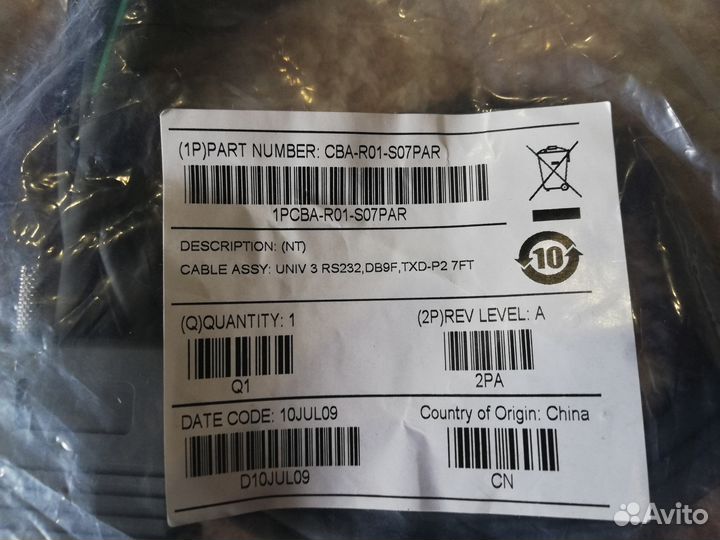 (1P)PART NUMBER: CBA-R01-S07PAR
1PCBA-R01-S07PAR
DESCRIPTION: (NT)
CABLE ASSY: UNIV 3 RS232,DB9F,TXD-P2 7FT
10
(Q)QUANTITY: 1
Q1
(2P)REV LEVEL: A
2PA
DATE CODE: 10JUL09
D10JUL09
Country of Origin: China
CN
Avito